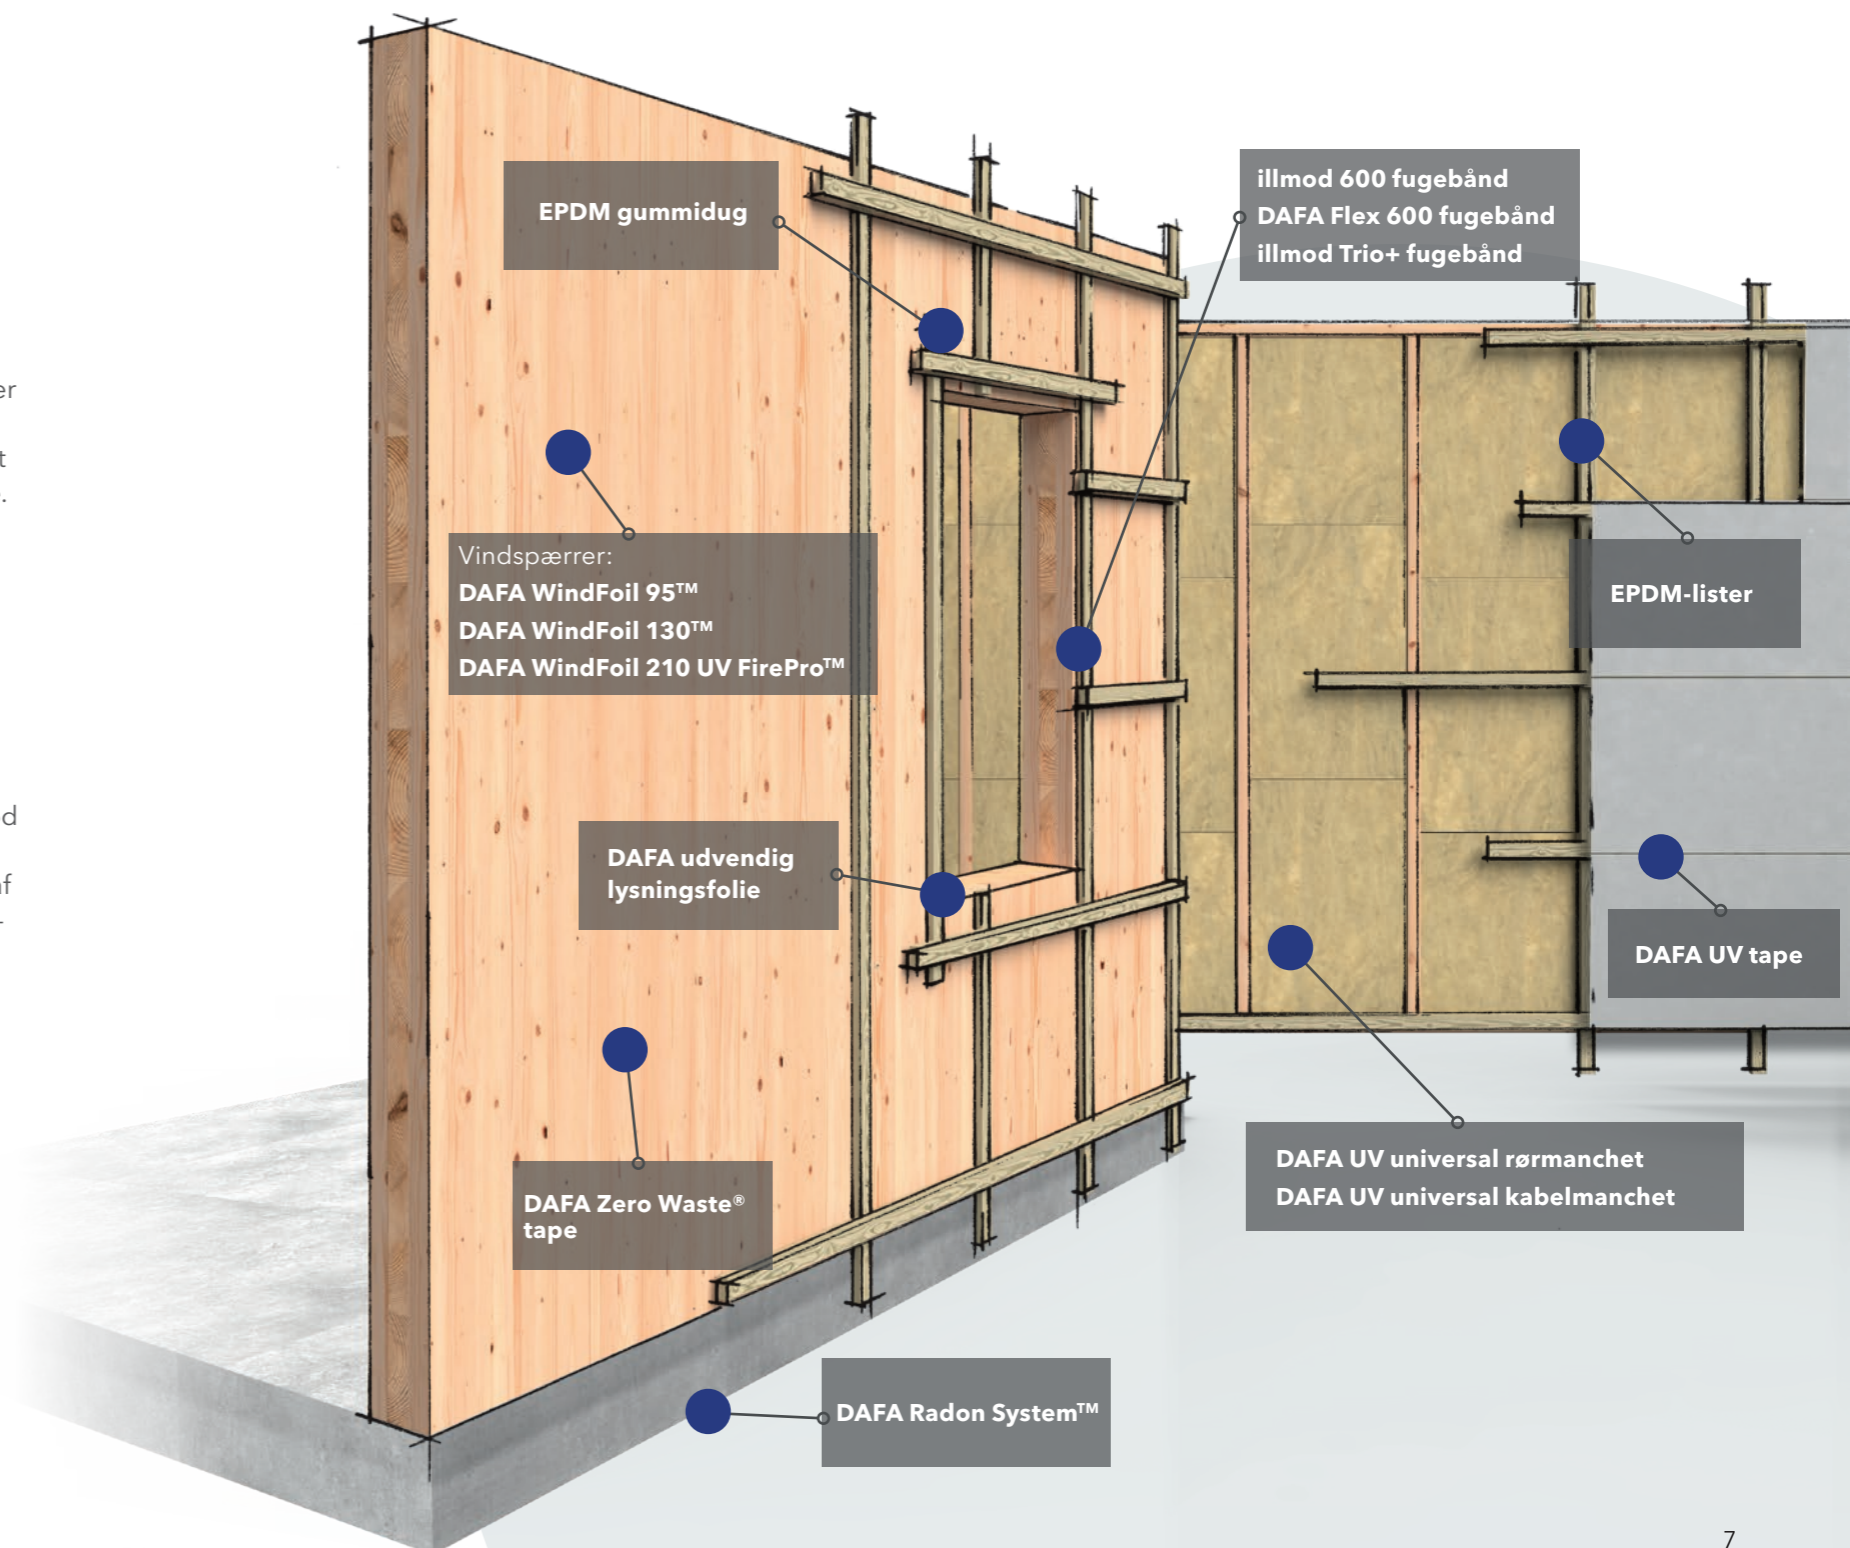 er
t
d
af
-
EPDM gummidug
illmod 600 fugebånd
DAFA Flex 600 fugebånd
illmod Trio+ fugebånd
Vindspærrer:
DAFA WindFoil 95™
DAFA WindFoil 130™
DAFA WindFoil 210 UV FirePro™
EPDM-lister
DAFA udvendig
lysningsfolie
DAFA UV tape
DAFA Zero Waste®
tape
DAFA UV universal rørmanchet
DAFA UV universal kabelmanchet
DAFA Radon System™
7